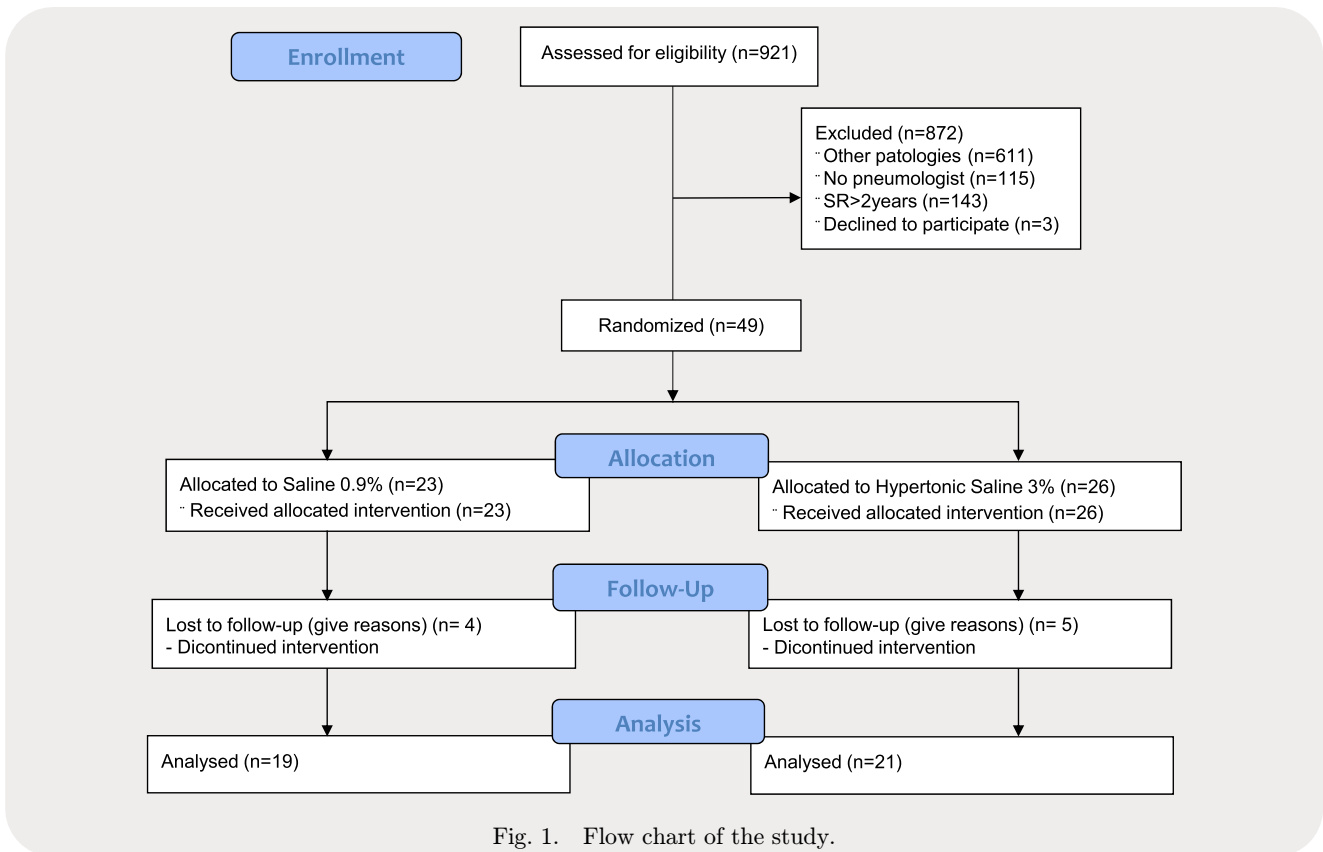 Enrollment
Assessed for eligibility (n=921)
Excluded (n=872)
¨ Other patologies (n=611)
¨ No pneumologist (n=115)
¨ SR>2years (n=143)
¨ Declined to participate (n=3)
Randomized (n=49)
Allocation
Allocated to Saline 0.9% (n=23)
¨ Received allocated intervention (n=23)
Allocated to Hypertonic Saline 3% (n=26)
¨ Received allocated intervention (n=26)
Follow-Up
Lost to follow-up (give reasons) (n= 4)
- Dicontinued intervention
Lost to follow-up (give reasons) (n= 5)
- Dicontinued intervention
Analysis
Analysed (n=19)
Analysed (n=21)
Fig. 1. Flow chart of the study.